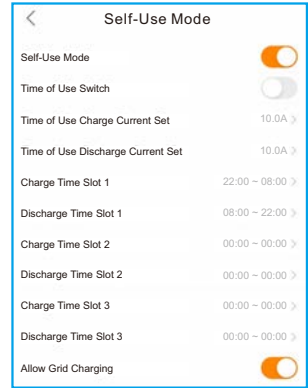 Self-Use Mode
Self-Use Mode
Time of Use Switch
Time of Use Charge Current Set 10.0A
Time of Use Discharge Current Set 10.0A
Charge Time Slot 1 22:00 ~ 08:00
Discharge Time Slot 1 08:00 ~ 22:00
Charge Time Slot 2 00:00 ~ 00:00
Discharge Time Slot 2 00:00 ~ 00:00
Charge Time Slot 3 00:00 ~ 00:00
Discharge Time Slot 3 00:00 ~ 00:00
Allow Grid Charging